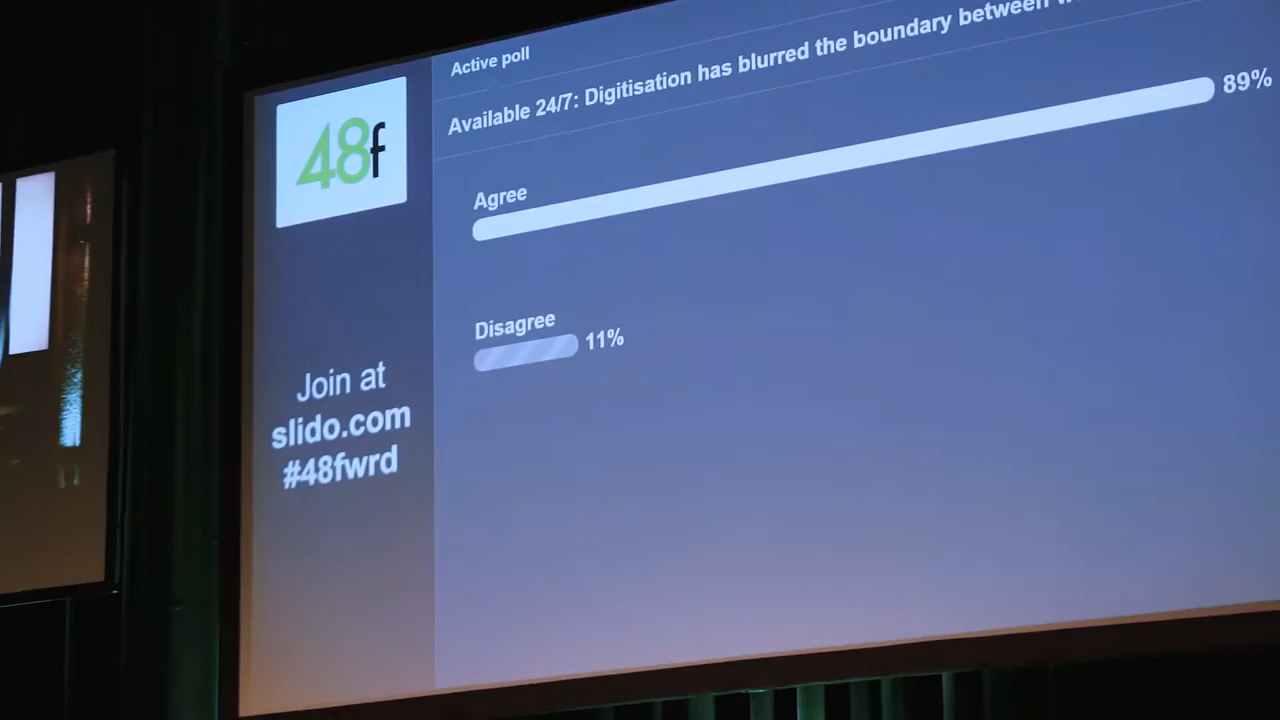 Active poll
Available 24/7: Digitisation has blurred the boundary between
Agree
89%
Disagree
11%
48f
Join at
slido.com
#48fwrd